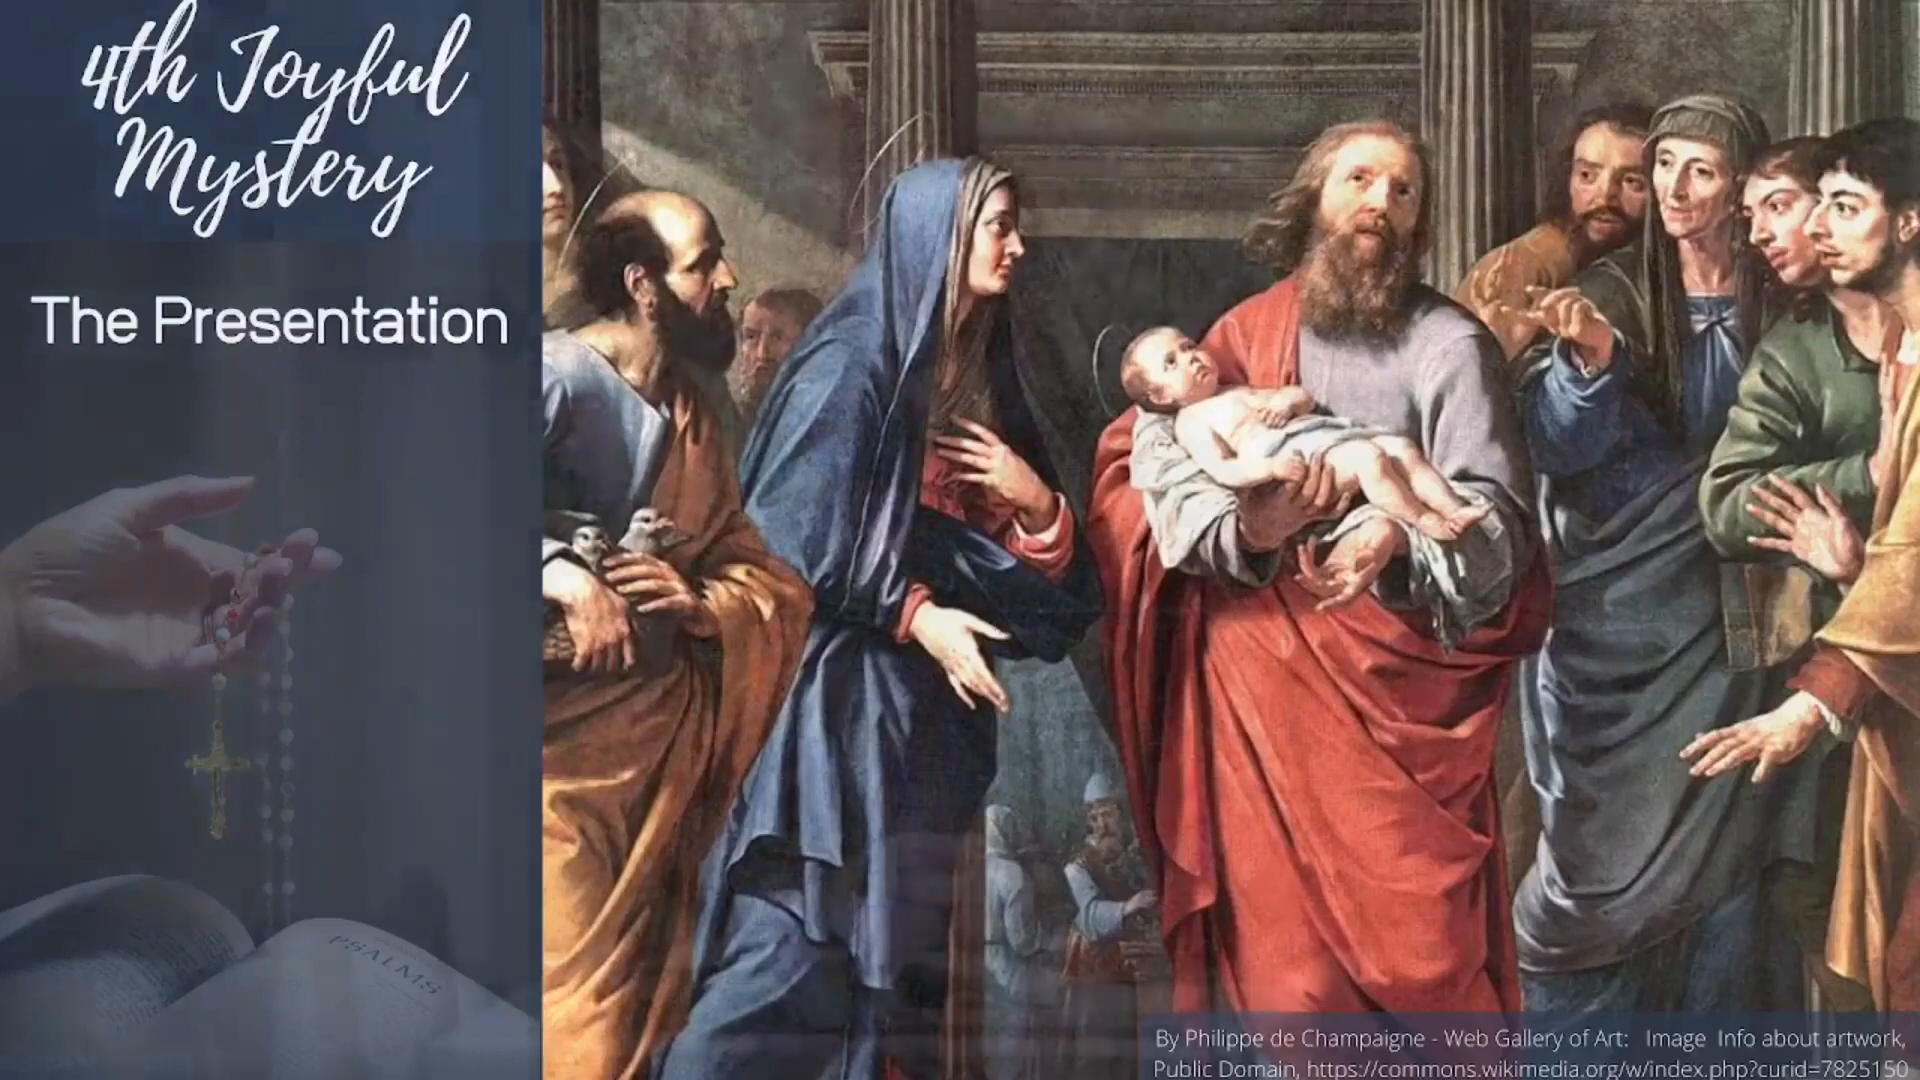 4th Joyful
Mystery
The Presentation
PSALMS
By Philippe de Champaigne - Web Gallery of Art: Image Info about artwork,
Public Domain, https://commons.wikimedia.org/w/index.php?curid=7825150